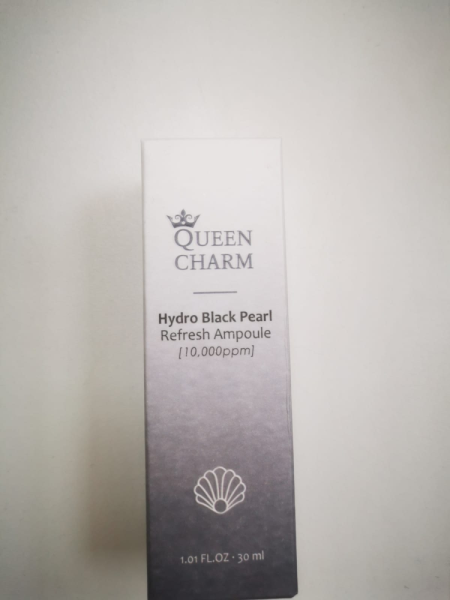 QUEEN
CHARM
Hydro Black Pearl
Refresh Ampoule
[10,000ppm]
1.01 FL.OZ · 30 ml